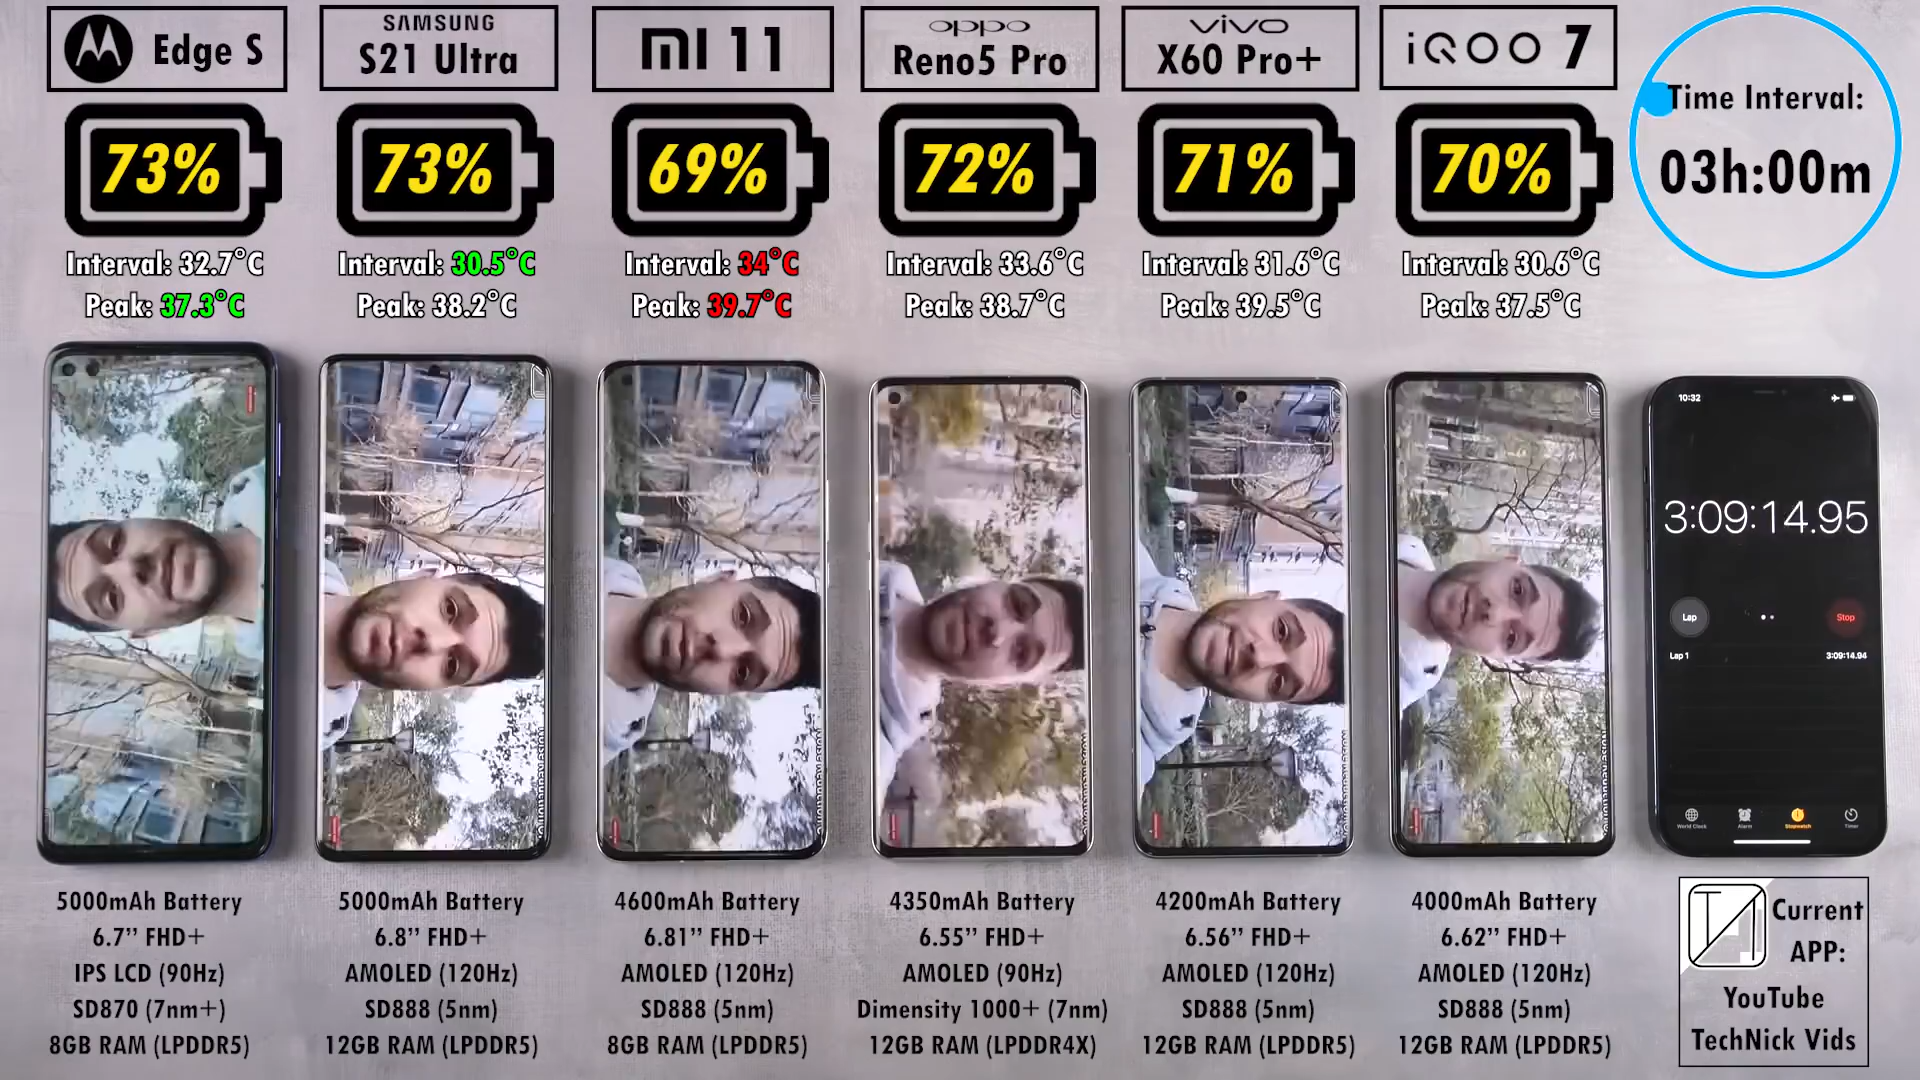 Edge S
SAMSUNG
S21 Ultra
MI 11
oppo
Reno5 Pro
vivo
X60 Pro+
iQOO 7
Time Interval:
03h:00m
73%
73%
69%
72%
71%
70%
Interval: 32.7°C
Peak: 37.3°C
Interval: 30.5°C
Peak: 38.2°C
Interval: 34°C
Peak: 39.7°C
Interval: 33.6°C
Peak: 38.7°C
Interval: 31.6°C
Peak: 39.5°C
Interval: 30.6°C
Peak: 37.5°C
10:32
3:09:14.95
Lap
Stop
Lap 1
3:09:14.94
World Clock
Alarm
Stopwatch
Timer
5000mAh Battery
6.7” FHD+
IPS LCD (90Hz)
SD870 (7nm+)
8GB RAM (LPDDR5)
5000mAh Battery
6.8” FHD+
AMOLED (120Hz)
SD888 (5nm)
12GB RAM (LPDDR5)
4600mAh Battery
6.81” FHD+
AMOLED (120Hz)
SD888 (5nm)
8GB RAM (LPDDR5)
4350mAh Battery
6.55” FHD+
AMOLED (90Hz)
Dimensity 1000+ (7nm)
12GB RAM (LPDDR4X)
4200mAh Battery
6.56” FHD+
AMOLED (120Hz)
SD888 (5nm)
12GB RAM (LPDDR5)
4000mAh Battery
6.62” FHD+
AMOLED (120Hz)
SD888 (5nm)
12GB RAM (LPDDR5)
Current
APP:
YouTube
TechNick Vids